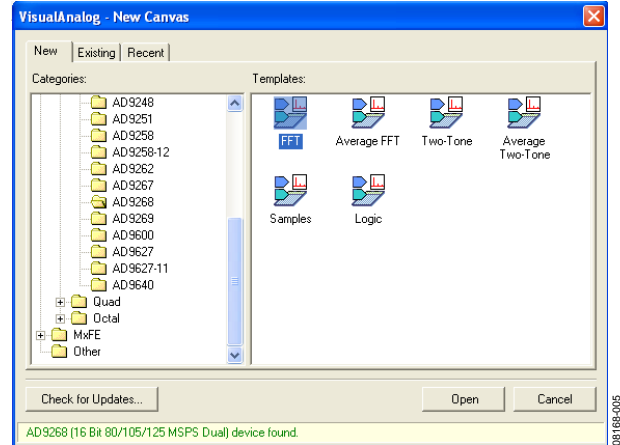 VisualAnalog - New Canvas
New
Existing
Recent
Categories:
Templates:
AD9248
AD9251
AD9258
AD9258-12
AD9262
AD9267
AD9268
AD9269
AD9600
AD9627
AD9627-11
AD9640
Quad
Octal
MxFE
Other
FFT
Average FFT
Two-Tone
Average
Two-Tone
Samples
Logic
Check for Updates...
Open
Cancel
AD9268 (16 Bit 80/105/125 MSPS Dual) device found.
08168-005